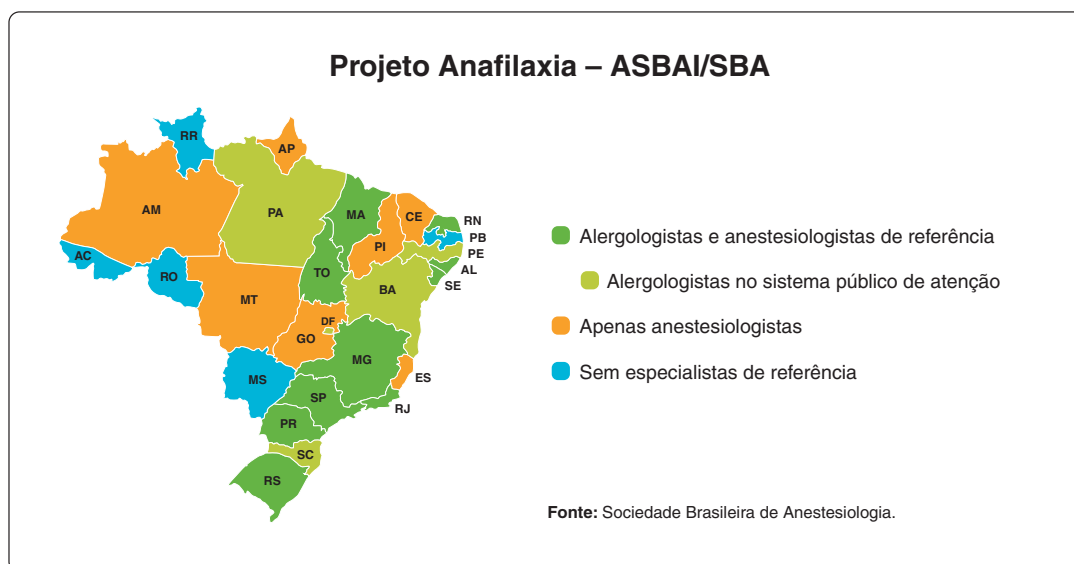 Projeto Anafilaxia – ASBAI/SBA
RR
AP
AM
PA
MA
CE
RN
PB
PE
AL
SE
PI
AC
RO
TO
BA
MT
DF
GO
MG
ES
MS
SP
RJ
PR
SC
RS
Alergologistas e anestesiologistas de referência
Alergologistas no sistema público de atenção
Apenas anestesiologistas
Sem especialistas de referência
Fonte: Sociedade Brasileira de Anestesiologia.